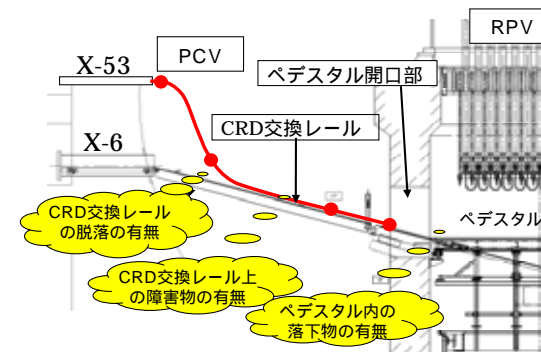 RPV
PCV
X-53
ペデスタル開口部
CRD交換レール
X-6
ペデスタル
CRD交換レール
の脱落の有無
CRD交換レール上
の障害物の有無
ペデスタル内の
落下物の有無